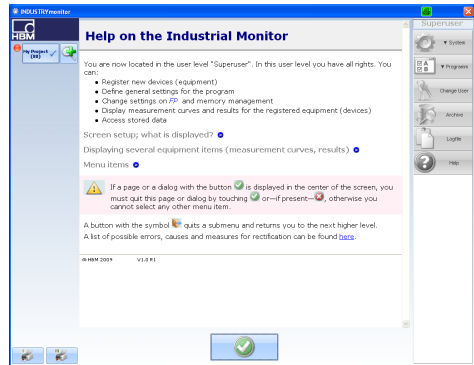 INDUSTRYmonitor
HBM
My Project
(98)
Help on the Industrial Monitor
You are now located in the user level "Superuser". In this user level you have all rights. You
can:
Register new devices (equipment)
Define general settings for the program
Change settings on FP and memory management
Display measurement curves and results for the registered equipment (devices)
Access stored data
Screen setup; what is displayed?
Displaying several equipment items (measurement curves, results)
Menu items
If a page or a dialog with the button is displayed in the center of the screen, you
must quit this page or dialog by touching or—if present—, otherwise you
cannot select any other menu item.
A button with the symbol quits a submenu and returns you to the next higher level.
A list of possible errors, causes and measures for rectification can be found here.
© HBM 2009 V1.0 R1
Superuser
System
Programm
Change User
Archive
Logfile
Help